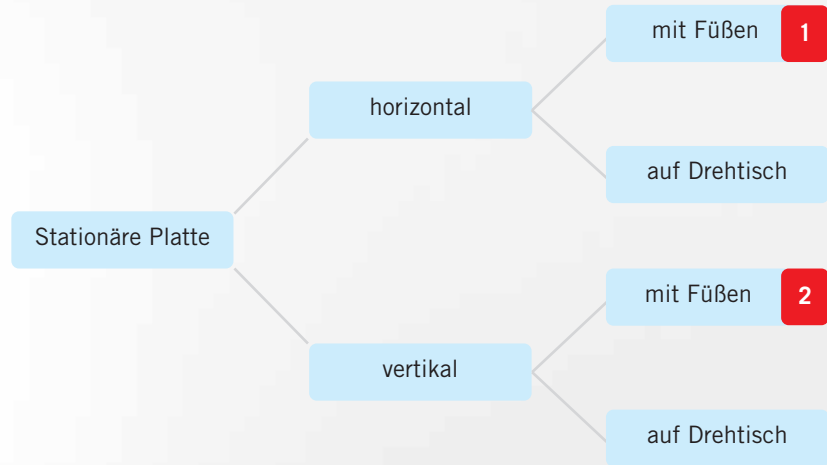 mit Füßen 1
horizontal
auf Drehtisch
Stationäre Platte
mit Füßen 2
vertikal
auf Drehtisch